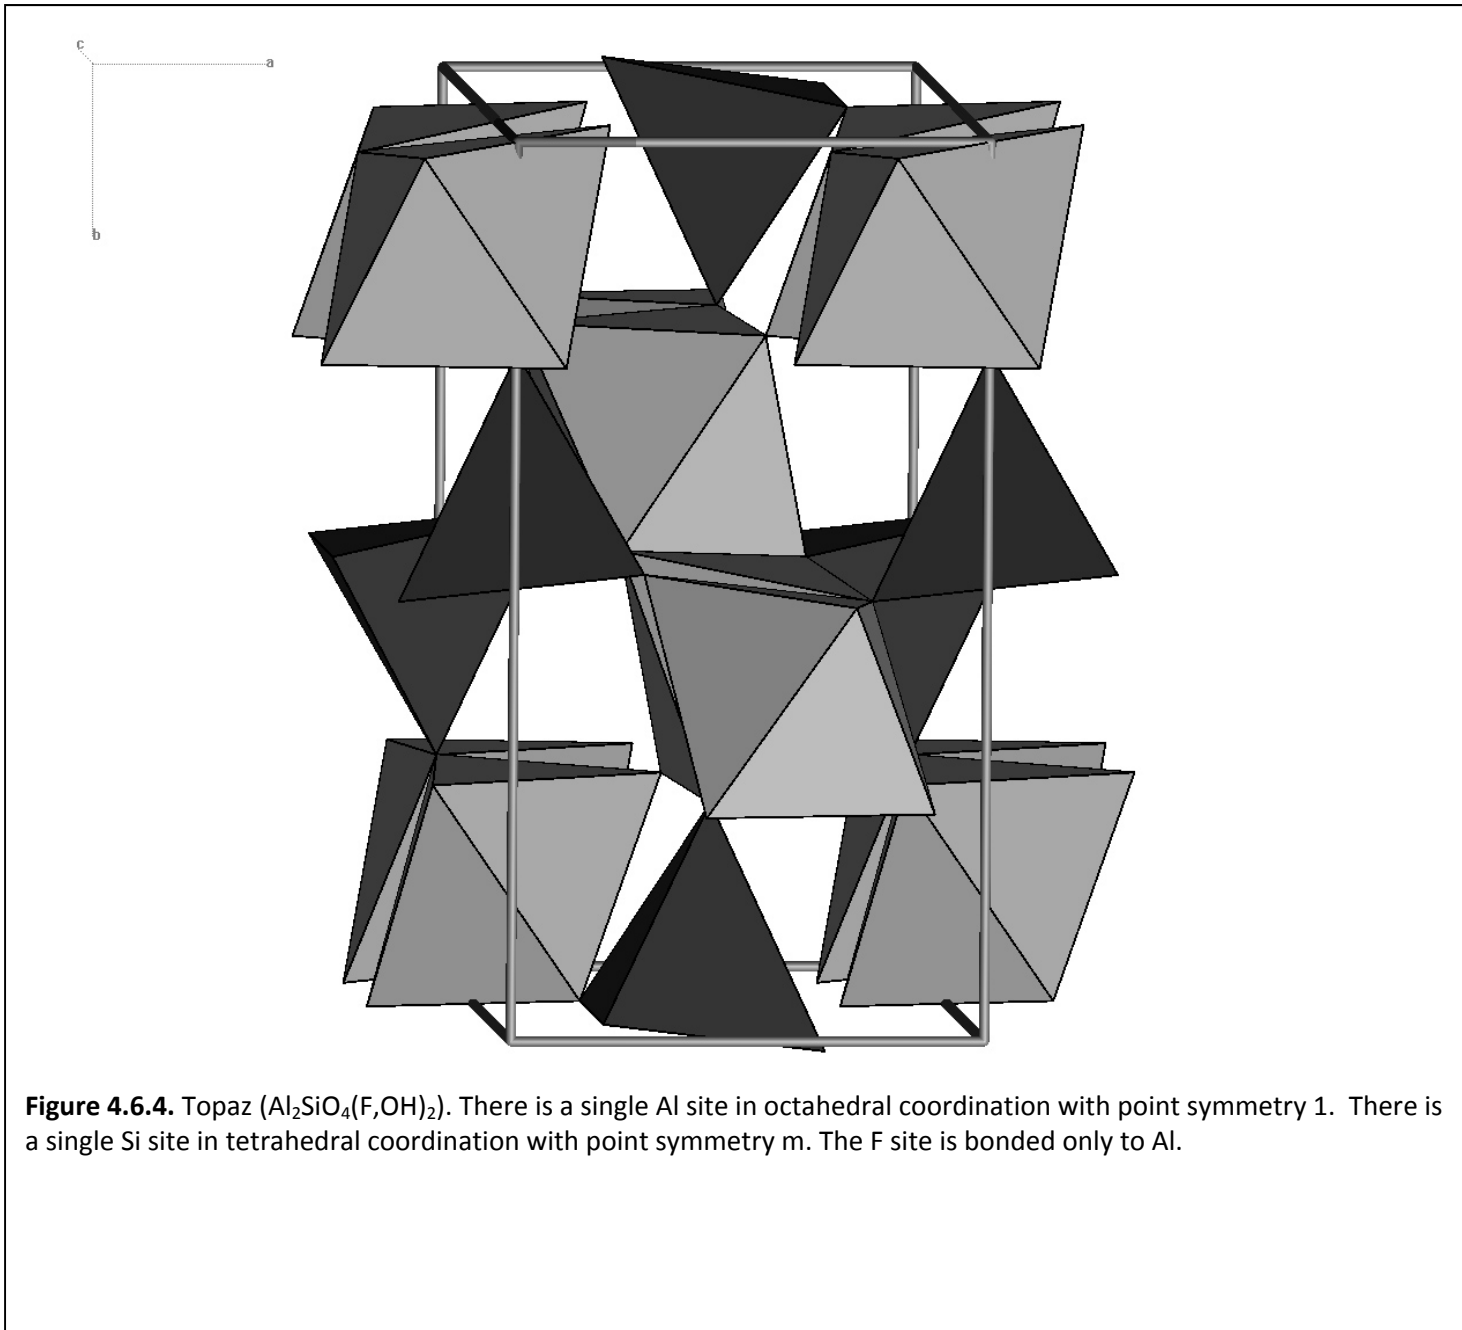 c
a
b
Figure 4.6.4. Topaz (Al₂SiO₄(F,OH)₂). There is a single Al site in octahedral coordination with point symmetry 1. There is
a single Si site in tetrahedral coordination with point symmetry m. The F site is bonded only to Al.